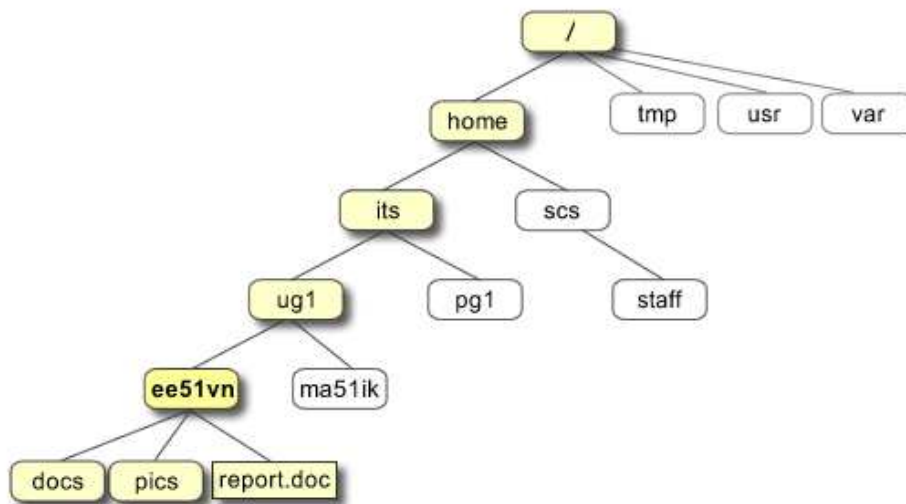 /
home
tmp
usr
var
its
scs
ug1
pg1
staff
ee51vn
ma51ik
docs
pics
report.doc